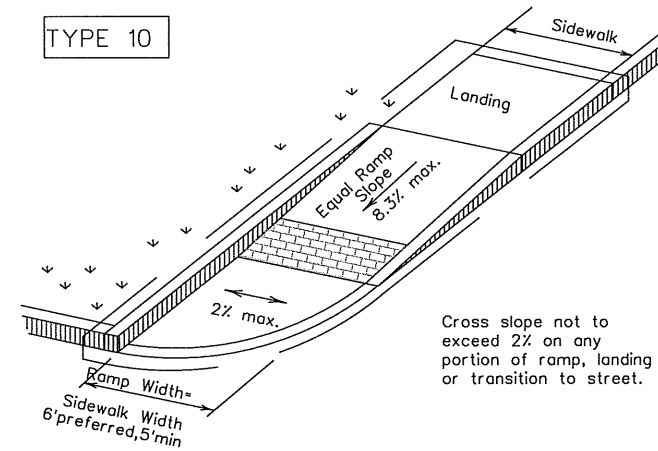 TYPE 10
Sidewalk
Landing
Equal Ramp
Slope
8.3% max.
2% max.
Ramp Width=
Sidewalk Width
6'preferred,5'min
Cross slope not to
exceed 2% on any
portion of ramp, landing
or transition to street.